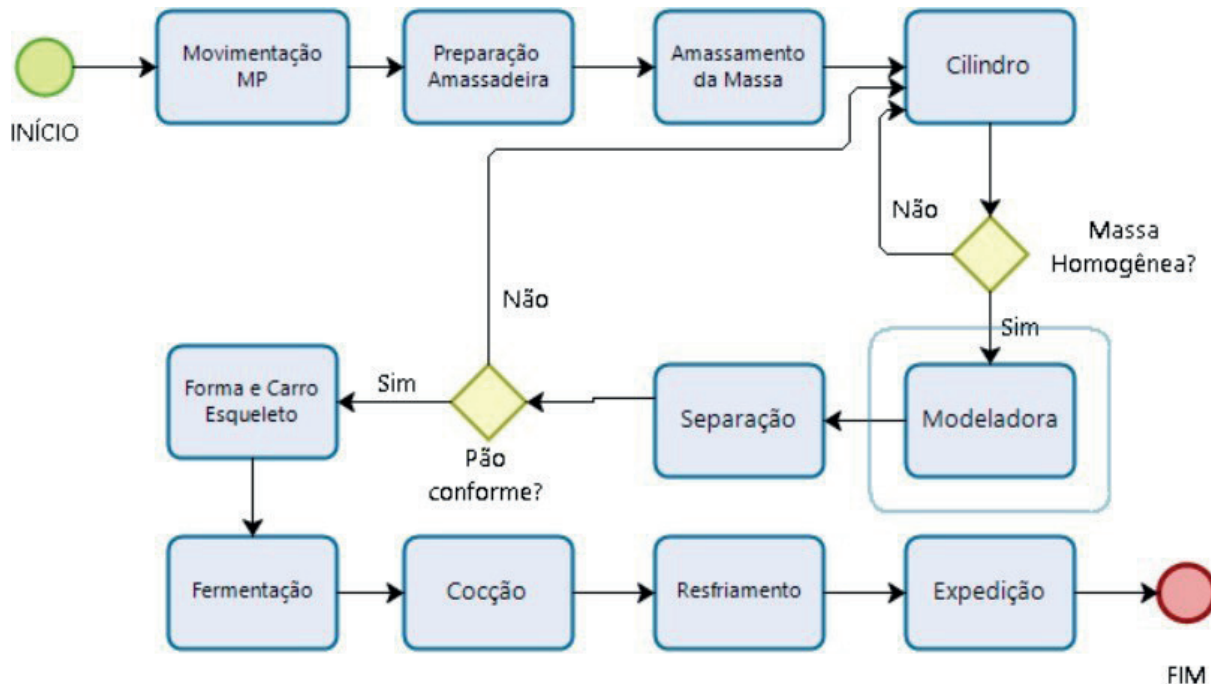 INÍCIO
Movimentação
MP
Preparação
Amassadeira
Amassamento
da Massa
Cilindro
Não
Massa
Homogênea?
Sim
Modeladora
Separação
Pão
conforme?
Não
Sim
Forma e Carro
Esqueleto
Fermentação
Cocção
Resfriamento
Expedição
FIM